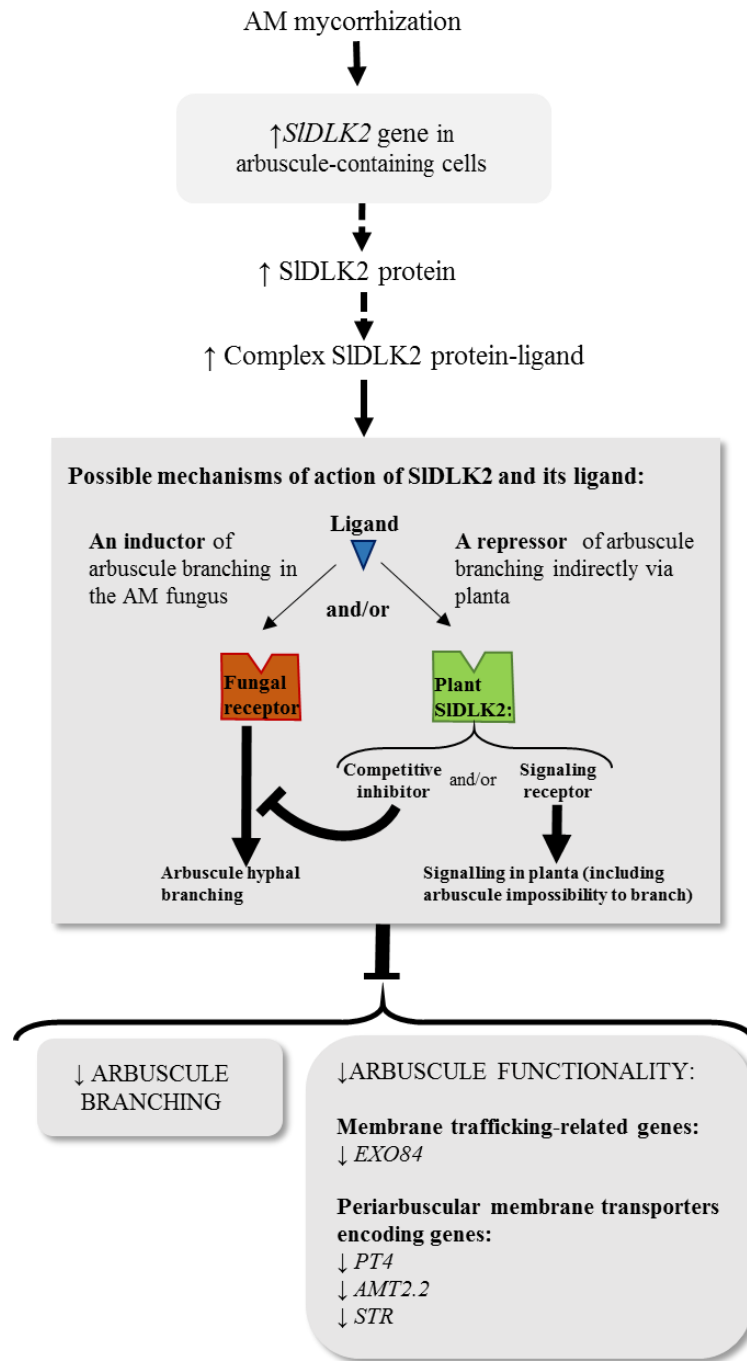 AM mycorrhization
↑SlDLK2 gene in
arbuscule-containing cells
↑ SlDLK2 protein
↑ Complex SlDLK2 protein-ligand
Possible mechanisms of action of SlDLK2 and its ligand:
Ligand
An inductor of
arbuscule branching in
the AM fungus
A repressor of arbuscule
branching indirectly via
planta
and/or
Fungal
receptor
Plant
SlDLK2:
Competitive
inhibitor
and/or
Signaling
receptor
Arbuscule hyphal
branching
Signalling in planta (including
arbuscule impossibility to branch)
↓ ARBUSCULE
BRANCHING
↓ARBUSCULE FUNCTIONALITY:
Membrane trafficking-related genes:
↓ EXO84
Periarbuscular membrane transporters
encoding genes:
↓ PT4
↓ AMT2.2
↓ STR